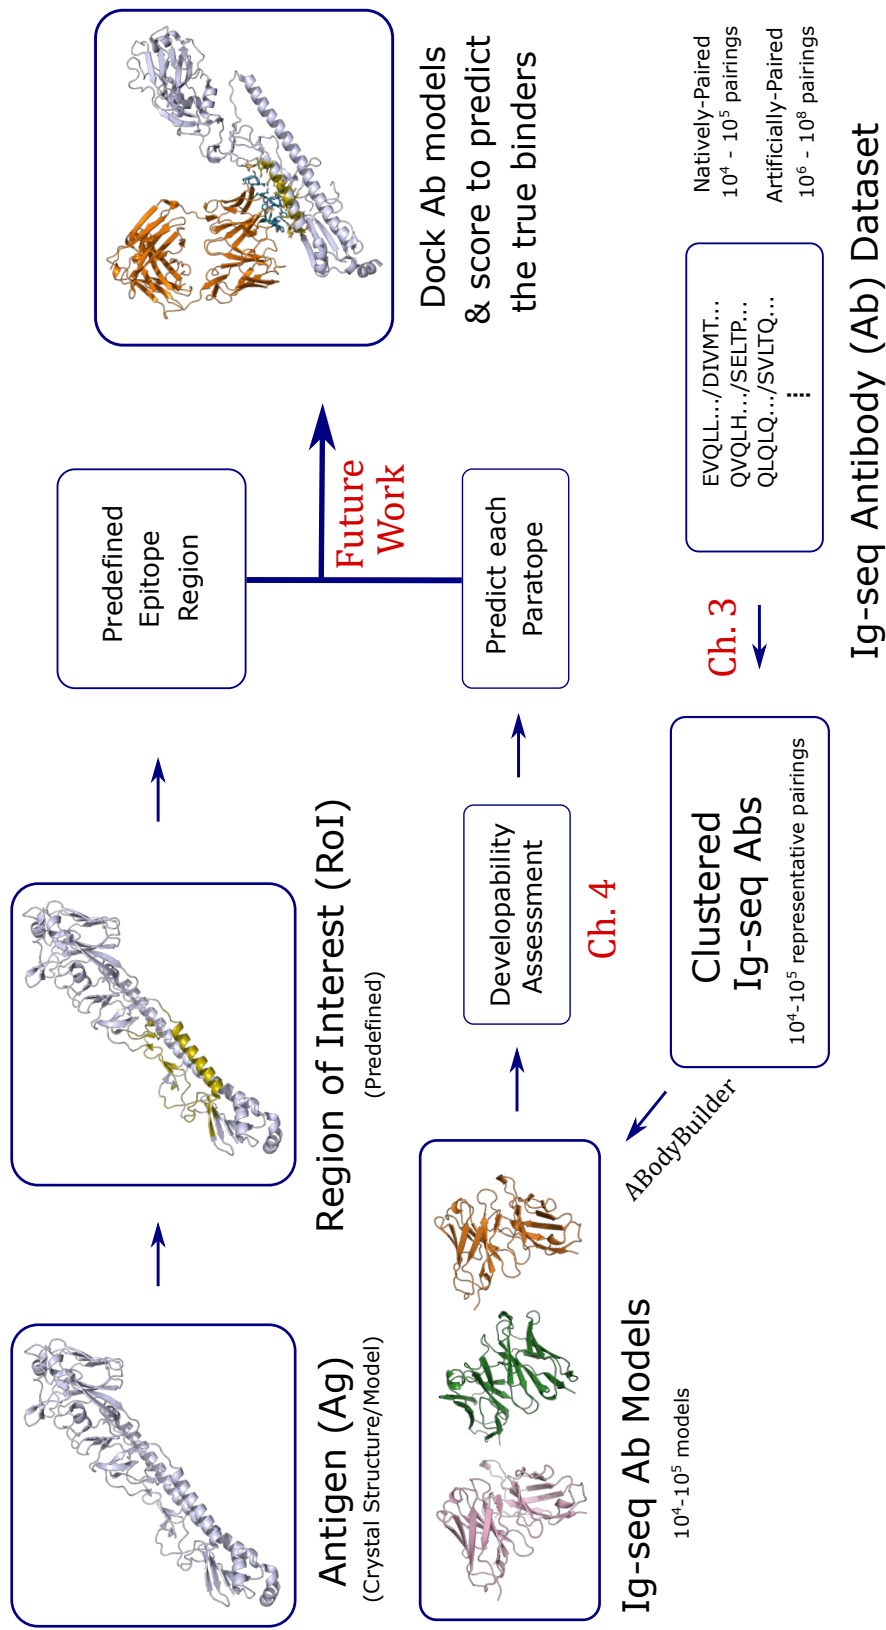 Antigen (Ag)
(Crystal Structure/Model)
Region of Interest (RoI)
(Predefined)
Predefined
Epitope
Region
Future
Work
Dock Ab models
& score to predict
the true binders
Ig-seq Ab Models
10⁴-10⁵ models
Developability
Assessment
Ch. 4
Predict each
Paratope
ABodyBuilder
Clustered
Ig-seq Abs
10⁴-10⁵ representative pairings
Ch. 3
EVQLL.../DIVMT...
QVQLH.../SELTP...
QLQLQ.../SVLTQ...
Natively-Paired
10⁴ - 10⁵ pairings
Artificially-Paired
10⁶ - 10⁸ pairings
Ig-seq Antibody (Ab) Dataset